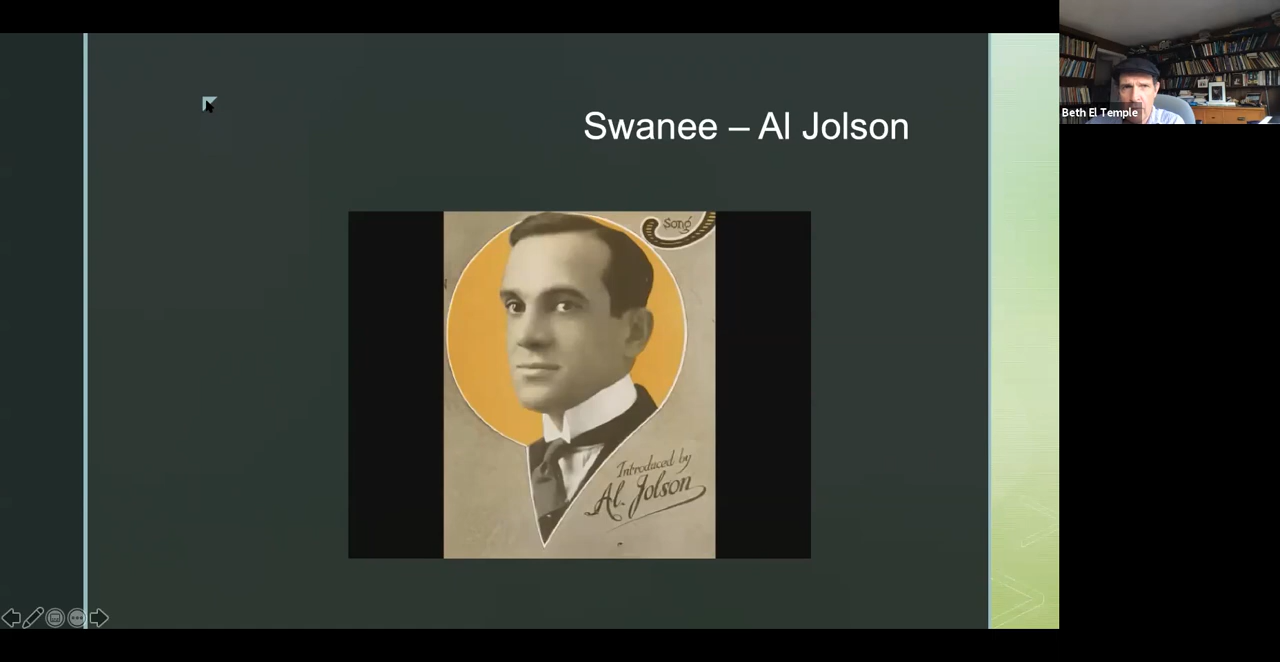 Swanee – Al Jolson
Song
Introduced by
Al. Jolson
Beth El Temple